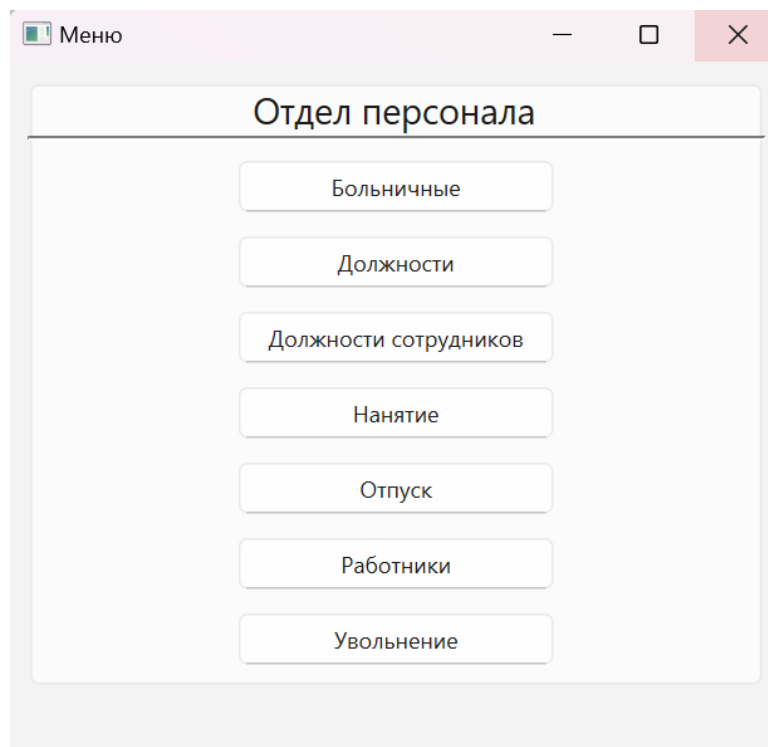 Меню
Отдел персонала
Больничные
Должности
Должности сотрудников
Нанятие
Отпуск
Работники
Увольнение